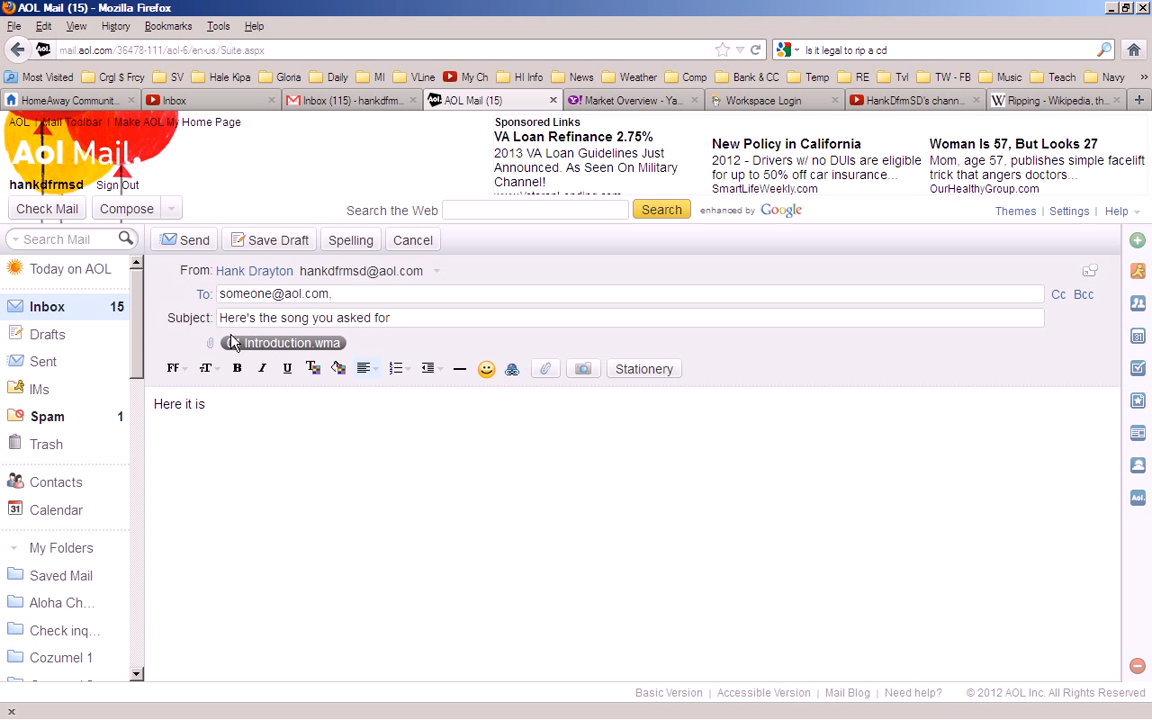 AOL Mail (15) - Mozilla Firefox
File Edit View History Bookmarks Tools Help
Aol. mail.aol.com/36478-111/aol-6/en-us/Suite.aspx Is it legal to rip a cd
Most Visited Crgl $ Frcy SV Hale Kipa Gloria Daily MI VLine My Ch HI Info News Weather Comp Bank & CC Temp RE Tvl TW - FB Music Teach Navy »
HomeAway Communit... Inbox Inbox (115) - hankdfrm... Aol. AOL Mail (15) Market Overview - Ya... Workspace Login HankDfrmSD's chann... Ripping - Wikipedia, th...
AOL | Mail Toolbar | Make AOL My Home Page
Aol Mail.
hankdfrmsd Sign Out
Sponsored Links
VA Loan Refinance 2.75%
2013 VA Loan Guidelines Just
Announced. As Seen On Military
Channel!
New Policy in California
2012 - Drivers w/ no DUIs are eligible
for up to 50% off car insurance...
SmartLifeWeekly.com
Woman Is 57, But Looks 27
Mom, age 57, publishes simple facelift
trick that angers doctors...
OurHealthyGroup.com
Check Mail Compose Search the Web Search enhanced by Google Themes | Settings | Help
Search Mail Send Save Draft Spelling Cancel
Today on AOL
Inbox 15
Drafts
Sent
IMs
Spam 1
Trash
Contacts
31 Calendar
My Folders
Saved Mail
Aloha Ch...
Check inq...
Cozumel 1
From: Hank Drayton hankdfrmsd@aol.com
To: someone@aol.com, Cc Bcc
Subject: Here's the song you asked for
Introduction.wma
FF T B I U T Stationery
Here it is
Aol.
Basic Version | Accessible Version | Mail Blog | Need help? © 2012 AOL Inc. All Rights Reserved